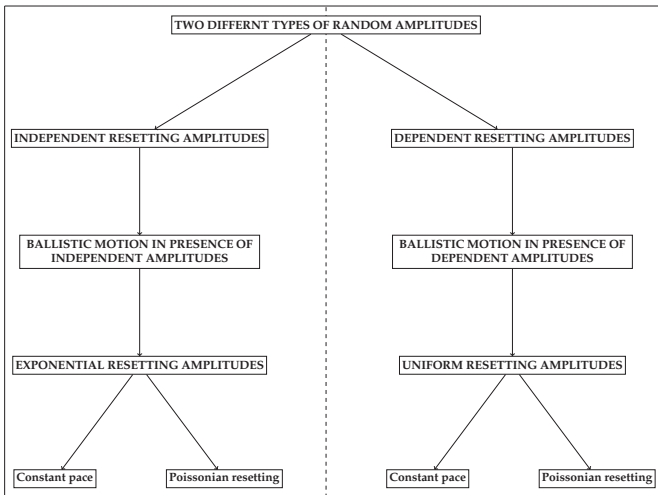 TWO DIFFERNT TYPES OF RANDOM AMPLITUDES
INDEPENDENT RESETTING AMPLITUDES
DEPENDENT RESETTING AMPLITUDES
BALLISTIC MOTION IN PRESENCE OF
INDEPENDENT AMPLITUDES
BALLISTIC MOTION IN PRESENCE OF
DEPENDENT AMPLITUDES
EXPONENTIAL RESETTING AMPLITUDES
UNIFORM RESETTING AMPLITUDES
Constant pace
Poissonian resetting
Constant pace
Poissonian resetting